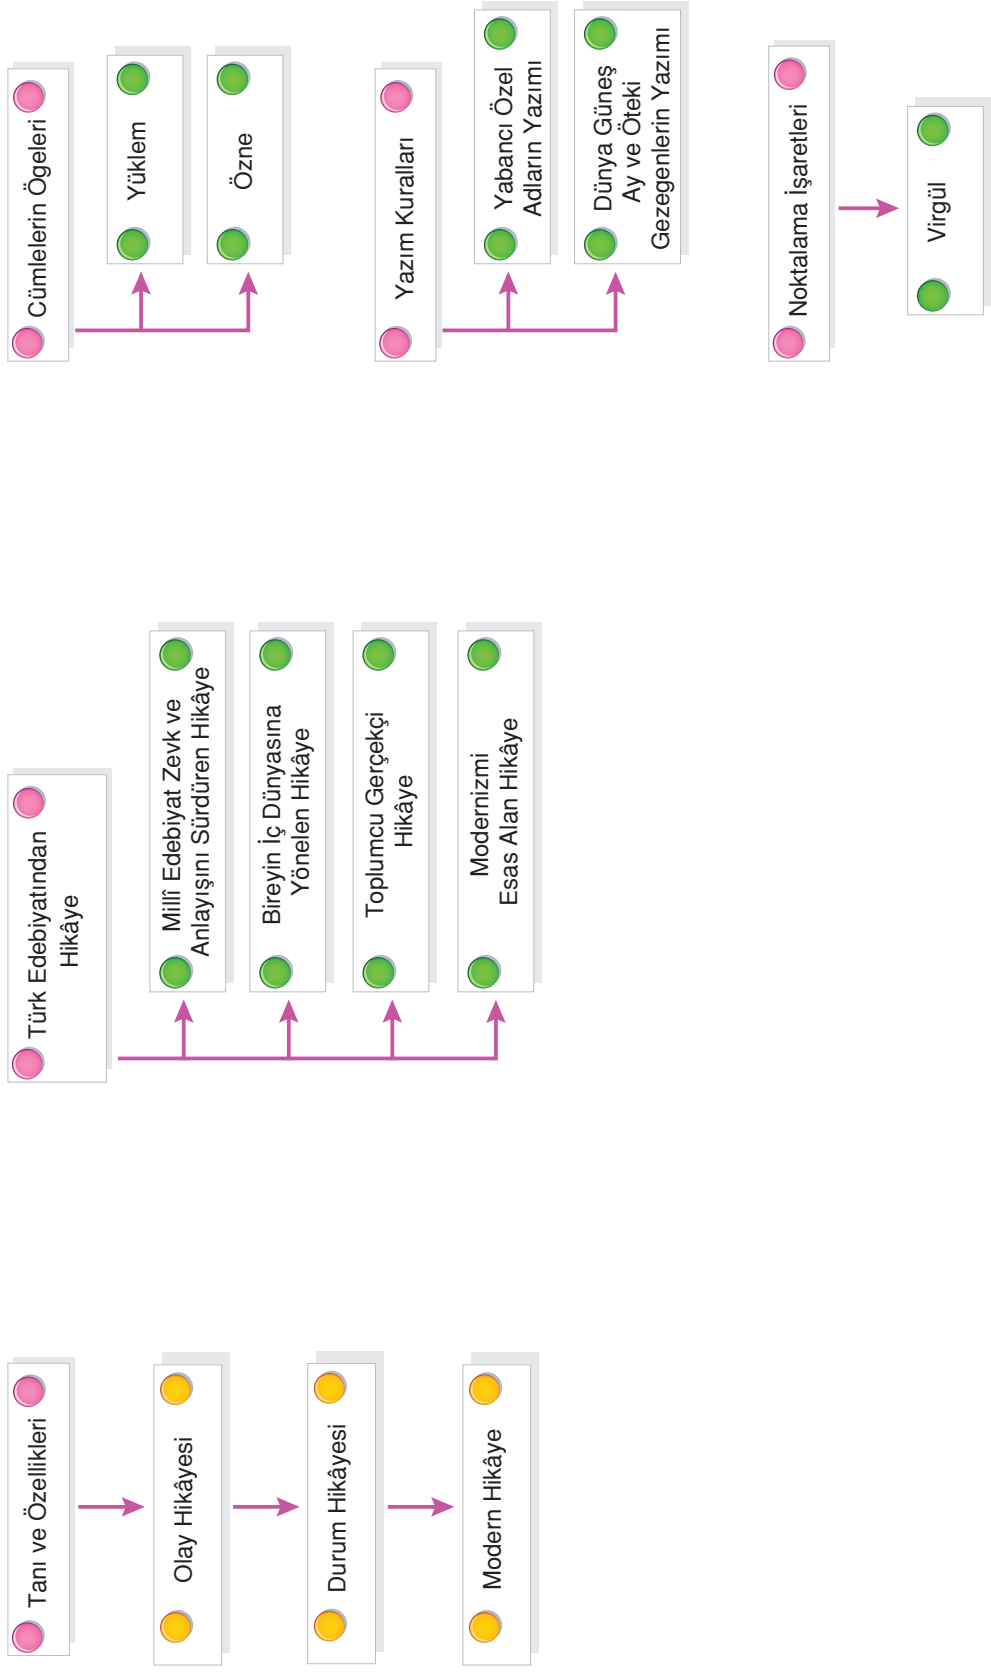 Tanı ve Özellikleri
Olay Hikâyesi
Durum Hikâyesi
Modern Hikâye
Türk Edebiyatından
Hikâye
Millî Edebiyat Zevk ve
Anlayışını Sürdüren Hikâye
Bireyin İç Dünyasına
Yönelen Hikâye
Toplumcu Gerçekçi
Hikâye
Modernizmi
Esas Alan Hikâye
Cümlelerin Ögeleri
Yüklem
Özne
Yazım Kuralları
Yabancı Özel
Adların Yazımı
Dünya Güneş
Ay ve Öteki
Gezegenlerin Yazımı
Noktalama İşaretleri
Virgül